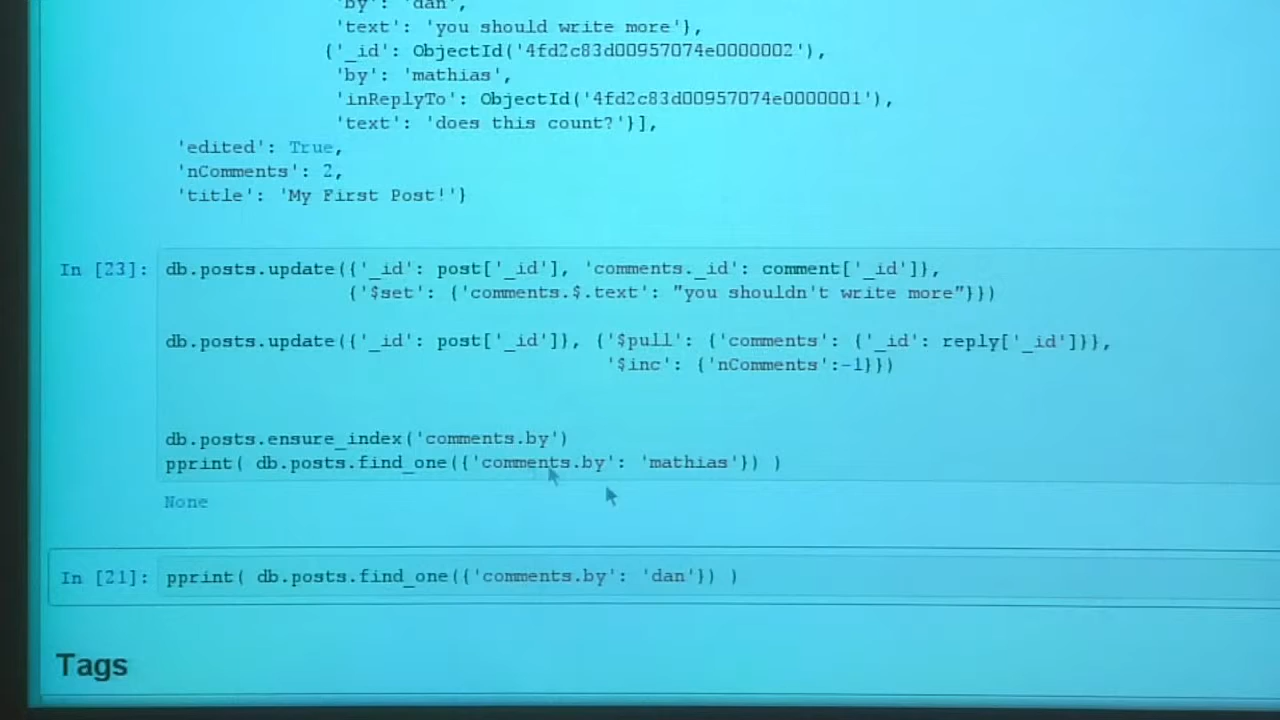 'by': 'dan',
'text': 'you should write more'},
{'_id': ObjectId('4fd2c83d00957074e0000002'),
'by': 'mathias',
'inReplyTo': ObjectId('4fd2c83d00957074e0000001'),
'text': 'does this count?'}],
'edited': True,
'nComments': 2,
'title': 'My First Post!'}
In [23]: db.posts.update({'_id': post['_id'], 'comments._id': comment['_id']},
{'$set': {'comments.$.text': "you shouldn't write more"}})
db.posts.update({'_id': post['_id']}, {'$pull': {'comments': {'_id': reply['_id']}},
'$inc': {'nComments':-1}})
db.posts.ensure_index('comments.by')
pprint( db.posts.find_one({'comments.by': 'mathias'}) )
None
In [21]: pprint( db.posts.find_one({'comments.by': 'dan'}) )
Tags